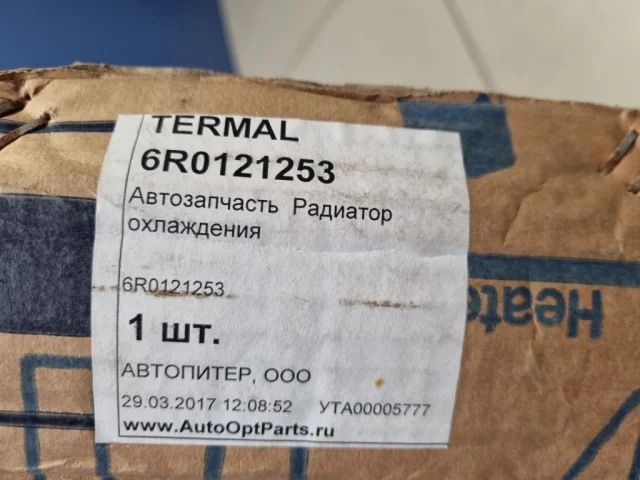 TERMAL
6R0121253
Автозапчасть Радиатор
охлаждения
6R0121253
1 шт.
АВТОПИТЕР, ООО
29.03.2017 12:08:52 УТА00005777
www.AutoOptParts.ru
Heate